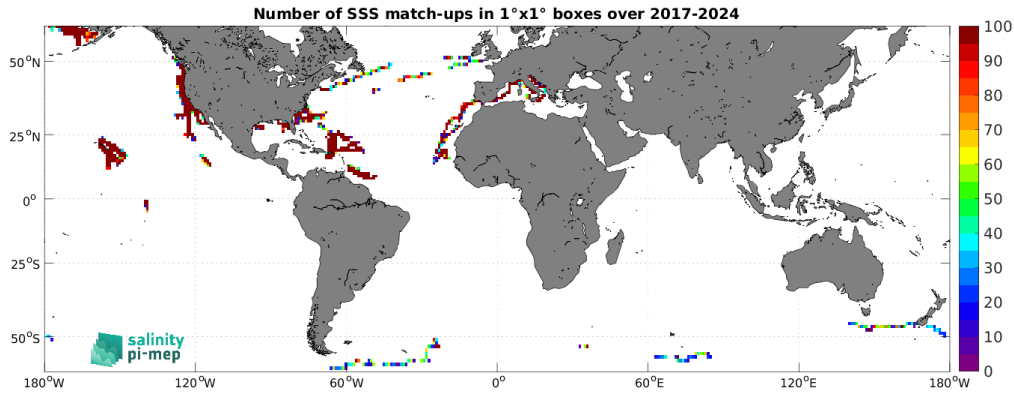 Number of SSS match-ups in 1°x1° boxes over 2017-2024
50°N
25°N
0°
25°S
50°S
180°W
120°W
60°W
0°
60°E
120°E
180°W
100
90
80
70
60
50
40
30
20
10
0
salinity
pi-mep